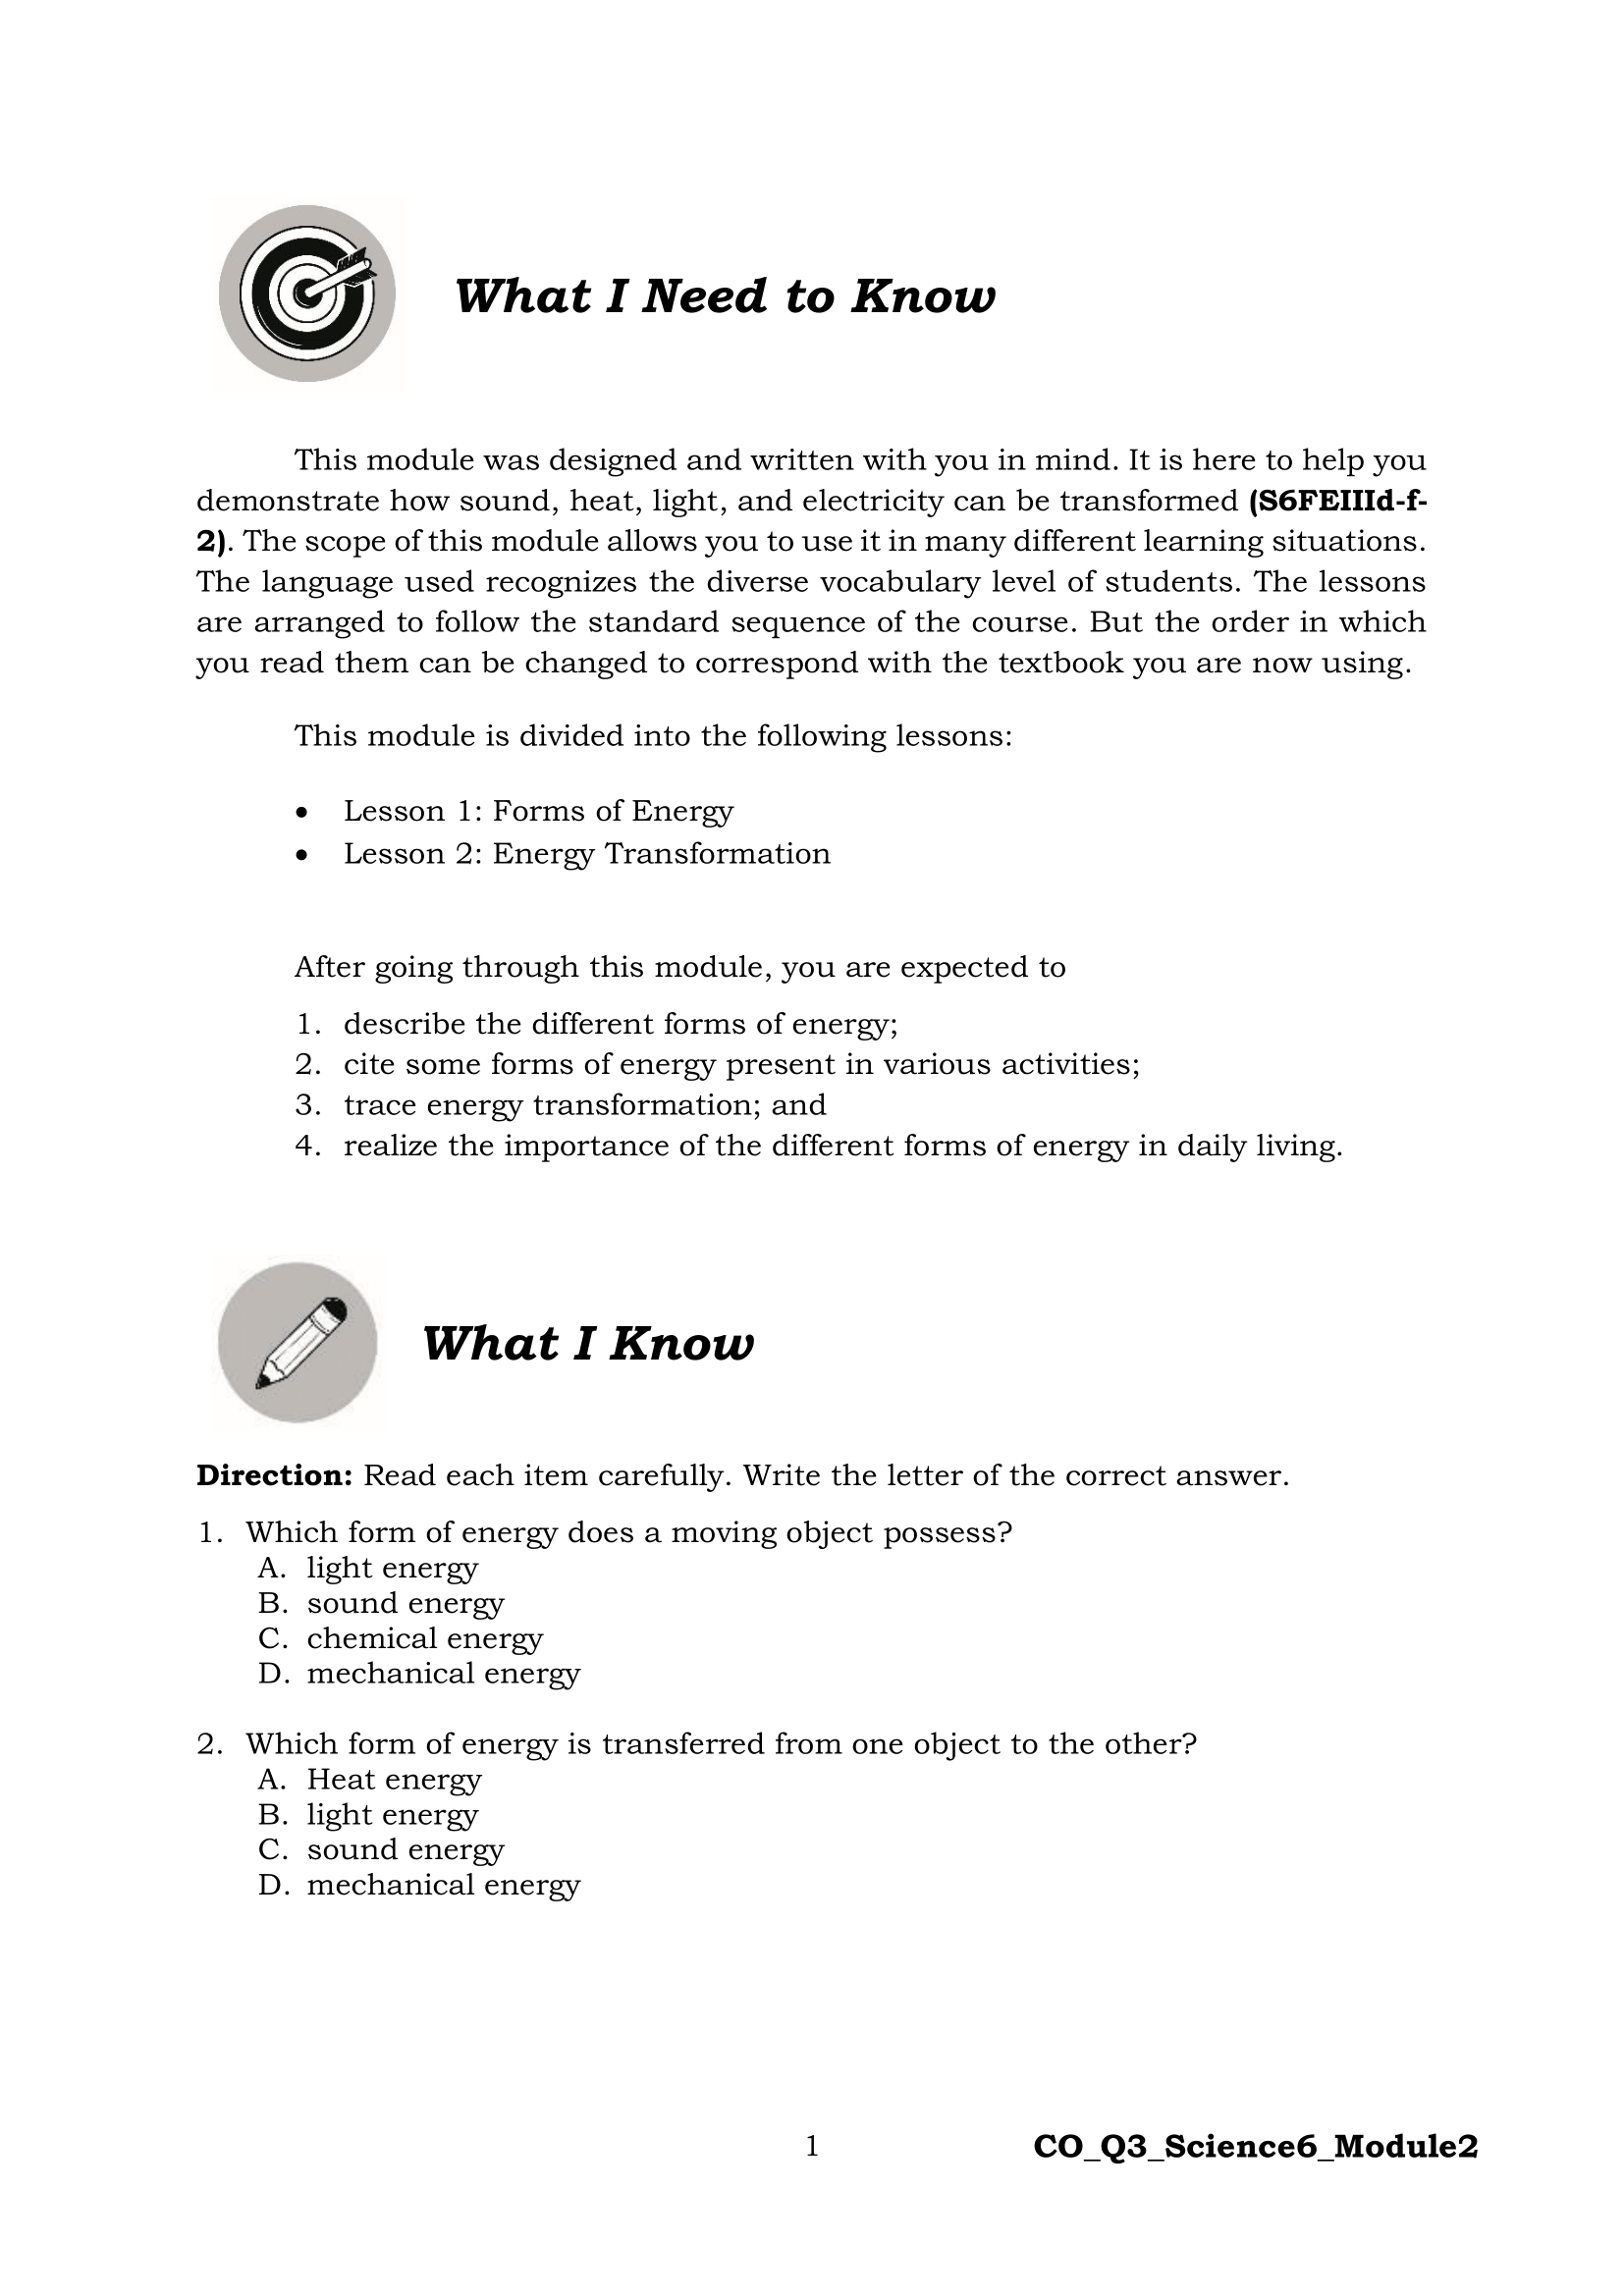 What I Need to Know
This module was designed and written with you in mind. It is here to help you
demonstrate how sound, heat, light, and electricity can be transformed (S6FEIIId-f-
2). The scope of this module allows you to use it in many different learning situations.
The language used recognizes the diverse vocabulary level of students. The lessons
are arranged to follow the standard sequence of the course. But the order in which
you read them can be changed to correspond with the textbook you are now using.
This module is divided into the following lessons:
• Lesson 1: Forms of Energy
• Lesson 2: Energy Transformation
After going through this module, you are expected to
1. describe the different forms of energy;
2. cite some forms of energy present in various activities;
3. trace energy transformation; and
4. realize the importance of the different forms of energy in daily living.
What I Know
Direction: Read each item carefully. Write the letter of the correct answer.
1. Which form of energy does a moving object possess?
A. light energy
B. sound energy
C. chemical energy
D. mechanical energy
2. Which form of energy is transferred from one object to the other?
A. Heat energy
B. light energy
C. sound energy
D. mechanical energy
1 CO_Q3_Science6_Module2